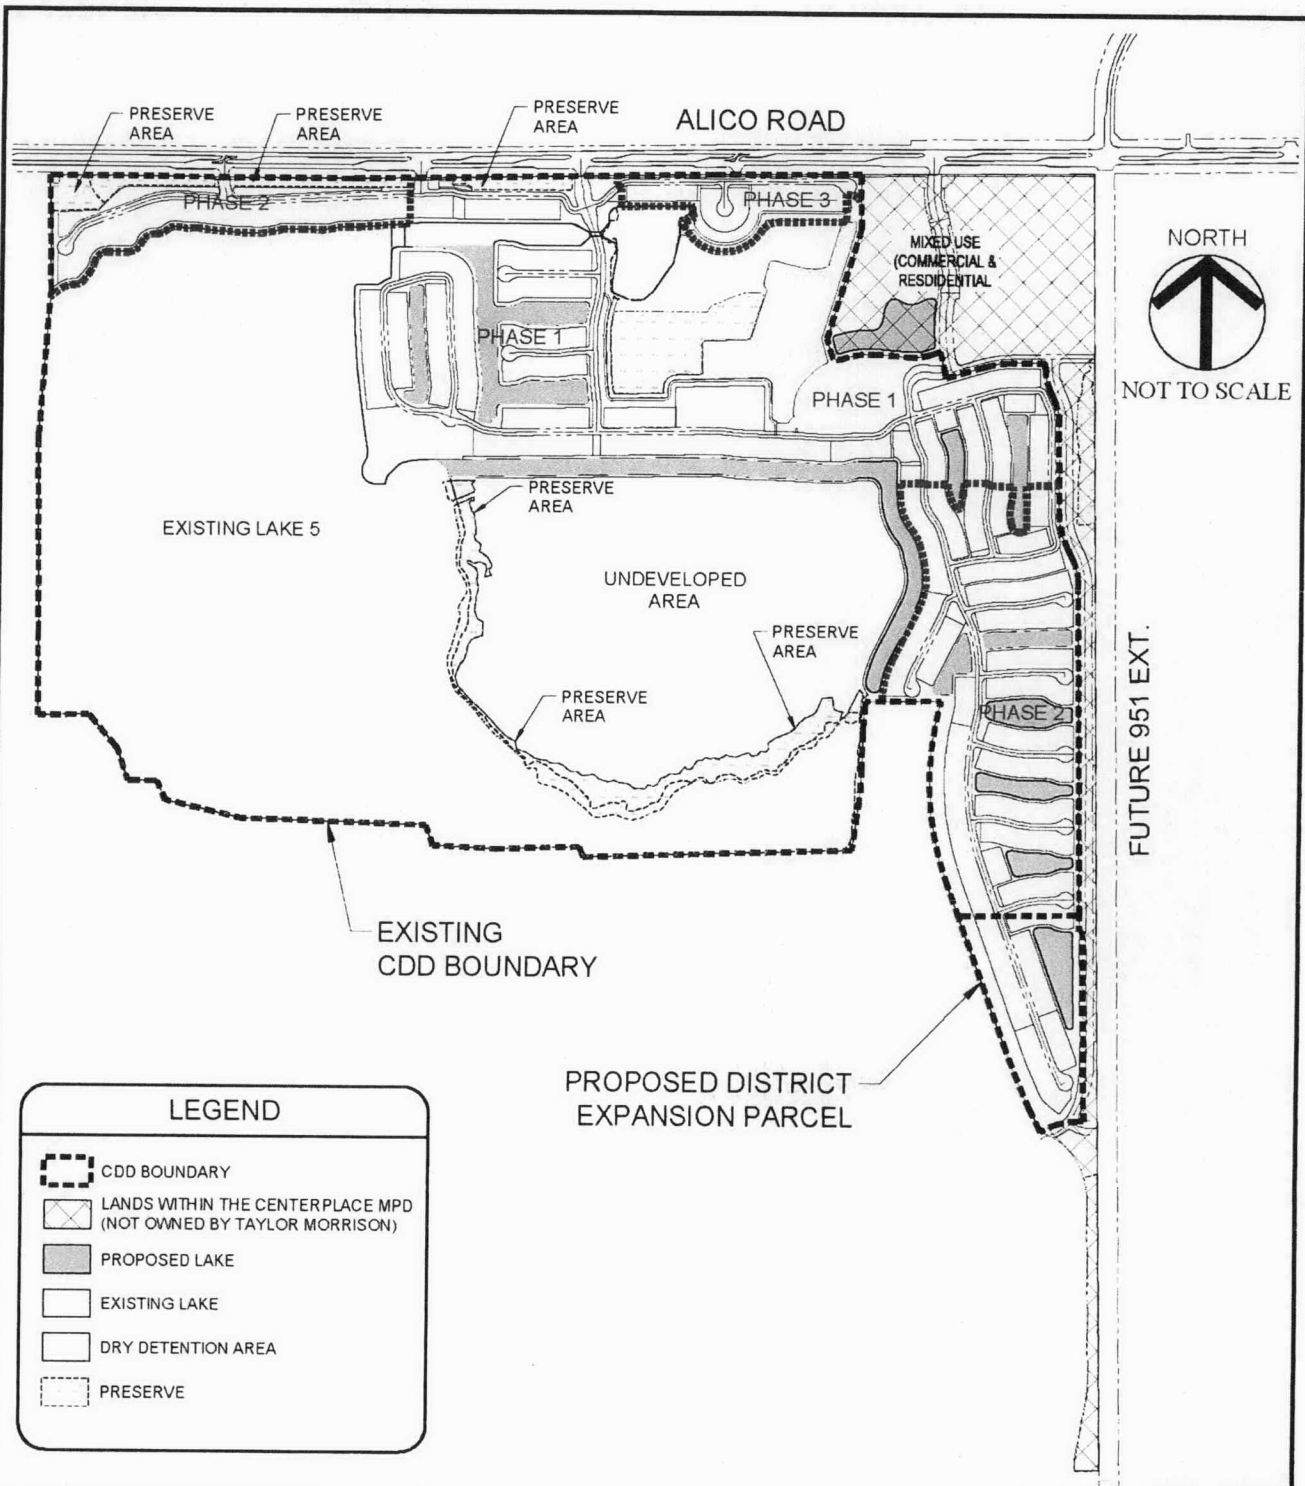 PRESERVE
AREA
PRESERVE
AREA
PRESERVE
AREA
ALICO ROAD
PHASE 2
PHASE 3
MIXED USE
(COMMERCIAL &
RESDIDENTIAL
NORTH
NOT TO SCALE
PHASE 1
PHASE 1
PRESERVE
AREA
EXISTING LAKE 5
UNDEVELOPED
AREA
PRESERVE
AREA
PRESERVE
AREA
PHASE 2
FUTURE 951 EXT.
EXISTING
CDD BOUNDARY
PROPOSED DISTRICT
EXPANSION PARCEL
LEGEND
CDD BOUNDARY
LANDS WITHIN THE CENTERPLACE MPD
(NOT OWNED BY TAYLOR MORRISON)
PROPOSED LAKE
EXISTING LAKE
DRY DETENTION AREA
PRESERVE